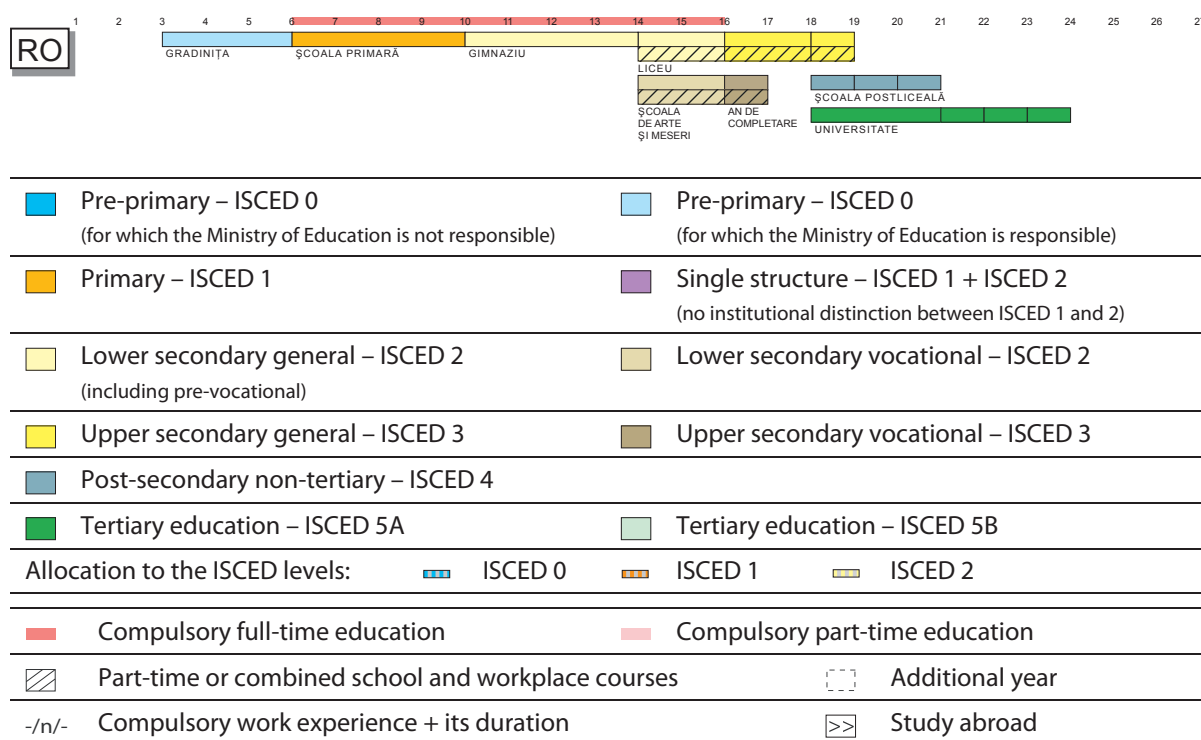 1 2 3 4 5 6 7 8 9 10 11 12 13 14 15 16 17 18 19 20 21 22 23 24 25 26 27
RO
GRADINIȚA ȘCOALA PRIMARĂ GIMNAZIU
LICEU
ȘCOALA POSTLICEALĂ
ȘCOALA AN DE
DE ARTE COMPLETARE
ȘI MESERI
UNIVERSITATE
Pre-primary – ISCED 0 Pre-primary – ISCED 0
(for which the Ministry of Education is not responsible) (for which the Ministry of Education is responsible)
Primary – ISCED 1 Single structure – ISCED 1 + ISCED 2
(no institutional distinction between ISCED 1 and 2)
Lower secondary general – ISCED 2 Lower secondary vocational – ISCED 2
(including pre-vocational)
Upper secondary general – ISCED 3 Upper secondary vocational – ISCED 3
Post-secondary non-tertiary – ISCED 4
Tertiary education – ISCED 5A Tertiary education – ISCED 5B
Allocation to the ISCED levels: ISCED 0 ISCED 1 ISCED 2
Compulsory full-time education Compulsory part-time education
Part-time or combined school and workplace courses Additional year
-/n/- Compulsory work experience + its duration >> Study abroad